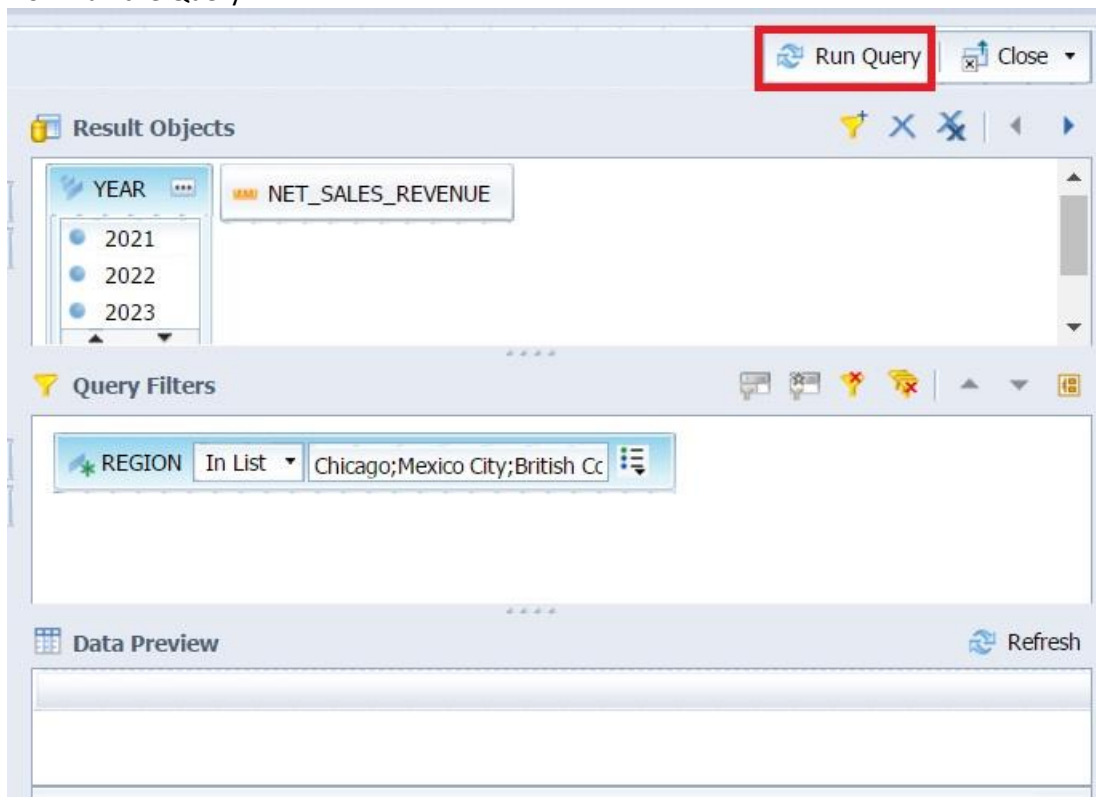 Run Query Close
Result Objects
YEAR NET_SALES_REVENUE
2021
2022
2023
Query Filters
REGION In List Chicago;Mexico City;British
Data Preview Refresh